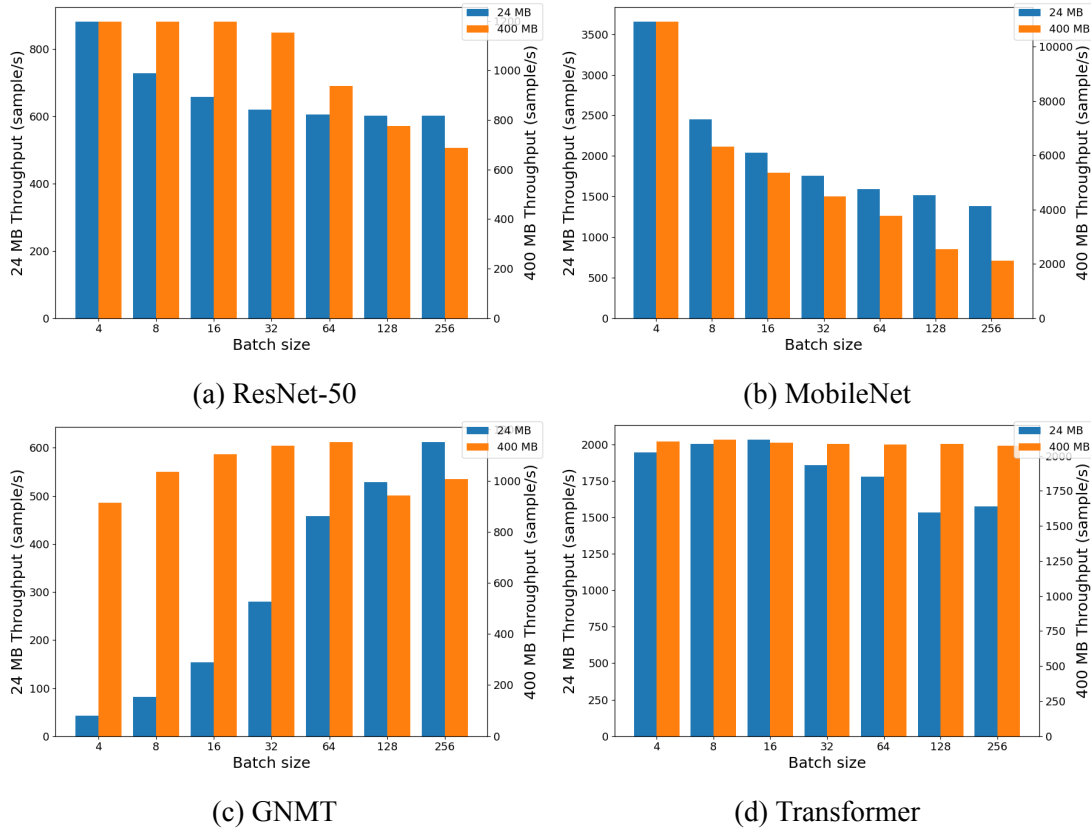 24 MB
400 MB
24 MB Throughput (sample/s)
800
600
400
200
0
1200
1000
800
600
400
200
0
400 MB Throughput (sample/s)
4 8 16 32 64 128 256
Batch size
(a) ResNet-50
24 MB
400 MB
24 MB Throughput (sample/s)
3500
3000
2500
2000
1500
1000
500
0
10000
8000
6000
4000
2000
0
400 MB Throughput (sample/s)
4 8 16 32 64 128 256
Batch size
(b) MobileNet
24 MB
400 MB
24 MB Throughput (sample/s)
600
500
400
300
200
100
0
1000
800
600
400
200
0
400 MB Throughput (sample/s)
4 8 16 32 64 128 256
Batch size
(c) GNMT
24 MB
400 MB
24 MB Throughput (sample/s)
2000
1750
1500
1250
1000
750
500
250
0
2000
1750
1500
1250
1000
750
500
250
0
400 MB Throughput (sample/s)
4 8 16 32 64 128 256
Batch size
(d) Transformer